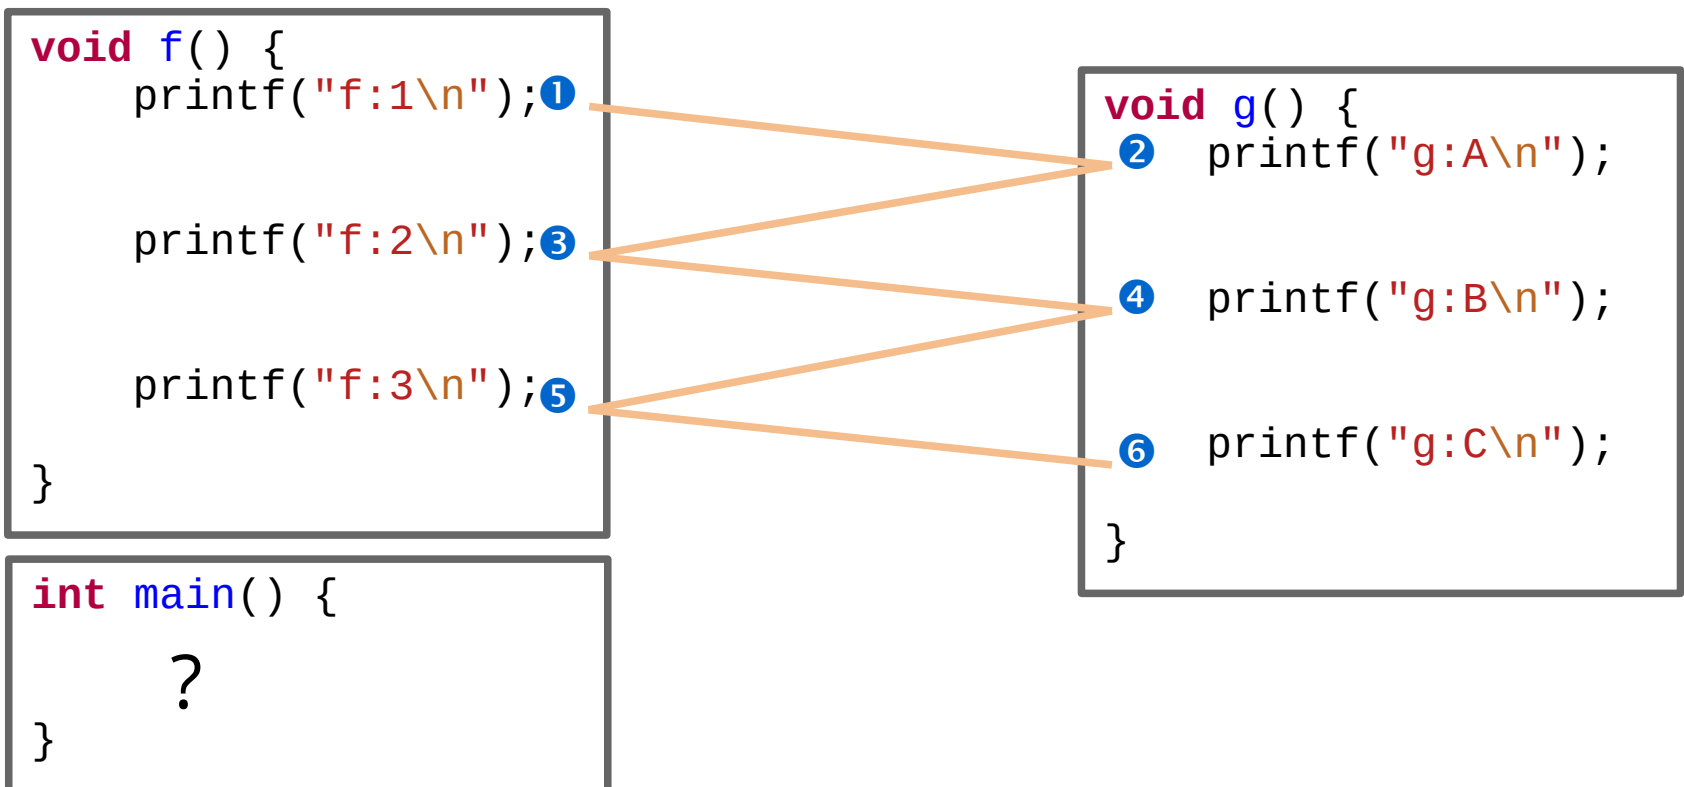 void f() {
    printf("f:1\n");❶

    printf("f:2\n");❸

    printf("f:3\n");❺

}
void g() {
❷  printf("g:A\n");

❹  printf("g:B\n");

❻  printf("g:C\n");

}
int main() {
    ?
}